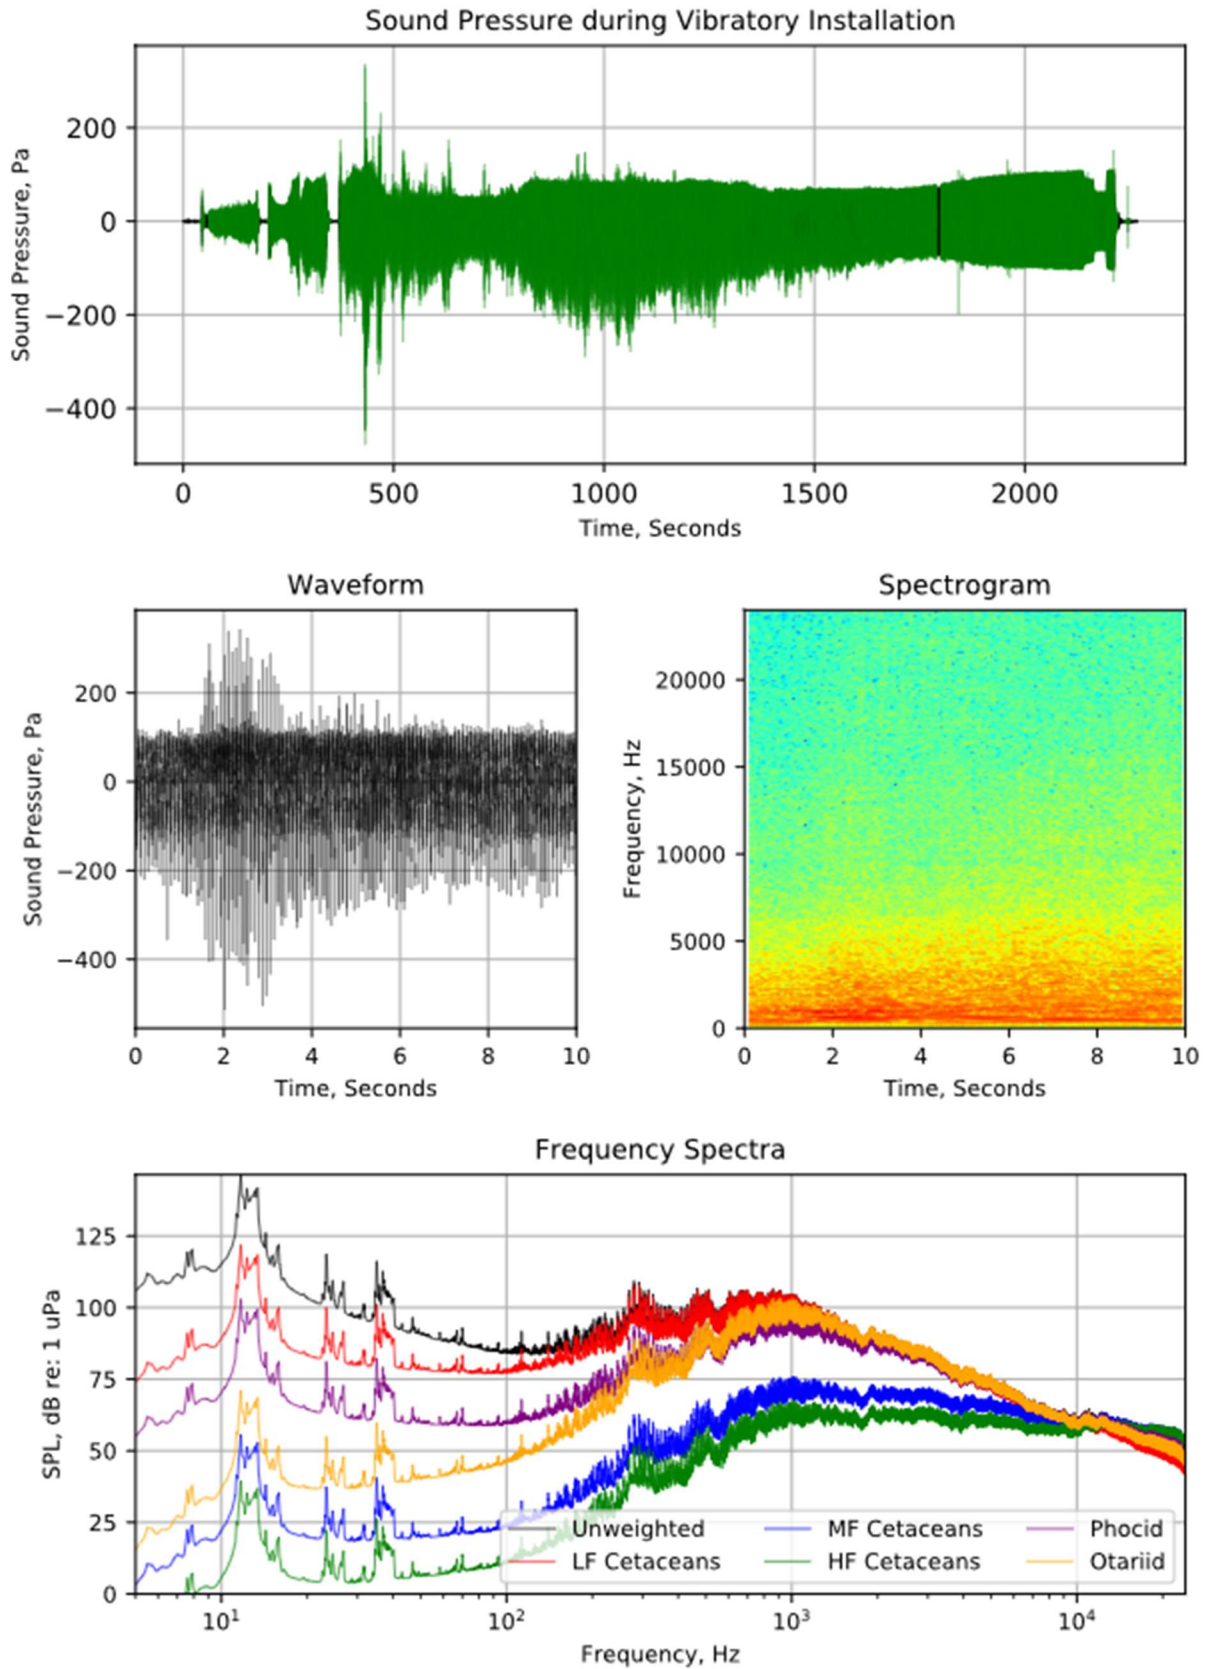 Sound Pressure during Vibratory Installation
Sound Pressure, Pa
200
0
−200
−400
0 500 1000 1500 2000
Time, Seconds
Waveform
Sound Pressure, Pa
200
0
−200
−400
0 2 4 6 8 10
Time, Seconds
Spectrogram
Frequency, Hz
20000
15000
10000
5000
0
0 2 4 6 8 10
Time, Seconds
Frequency Spectra
SPL, dB re: 1 uPa
125
100
75
50
25
0
Unweighted MF Cetaceans Phocid
LF Cetaceans HF Cetaceans Otariid
10¹ 10² 10³ 10⁴
Frequency, Hz